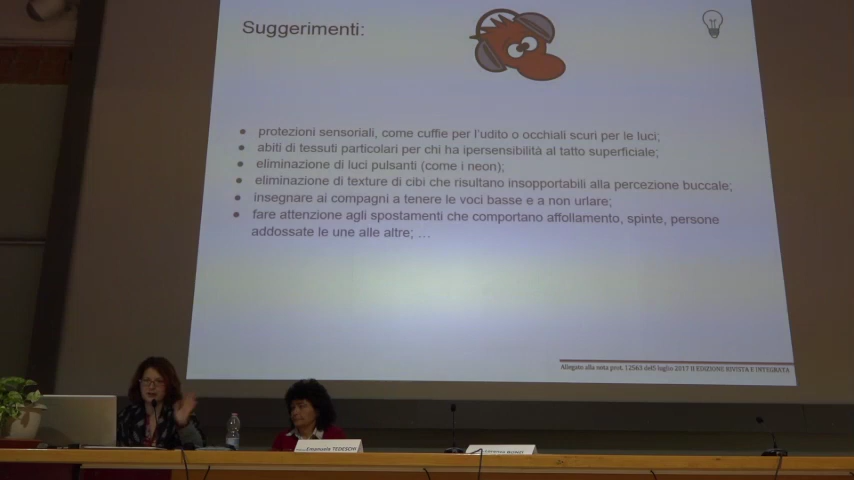 Suggerimenti:
● protezioni sensoriali, come cuffie per l'udito o occhiali scuri per le luci;
● abiti di tessuti particolari per chi ha ipersensibilità al tatto superficiale;
● eliminazione di luci pulsanti (come i neon);
● eliminazione di texture di cibi che risultano insopportabili alla percezione buccale;
● insegnare ai compagni a tenere le voci basse e a non urlare;
● fare attenzione agli spostamenti che comportano affollamento, spinte, persone
addossate le une alle altre; …
Allegato alla nota prot. 12563 del5 luglio 2017 II EDIZIONE RIVISTA E INTEGRATA
Emanuela TEDESCHI